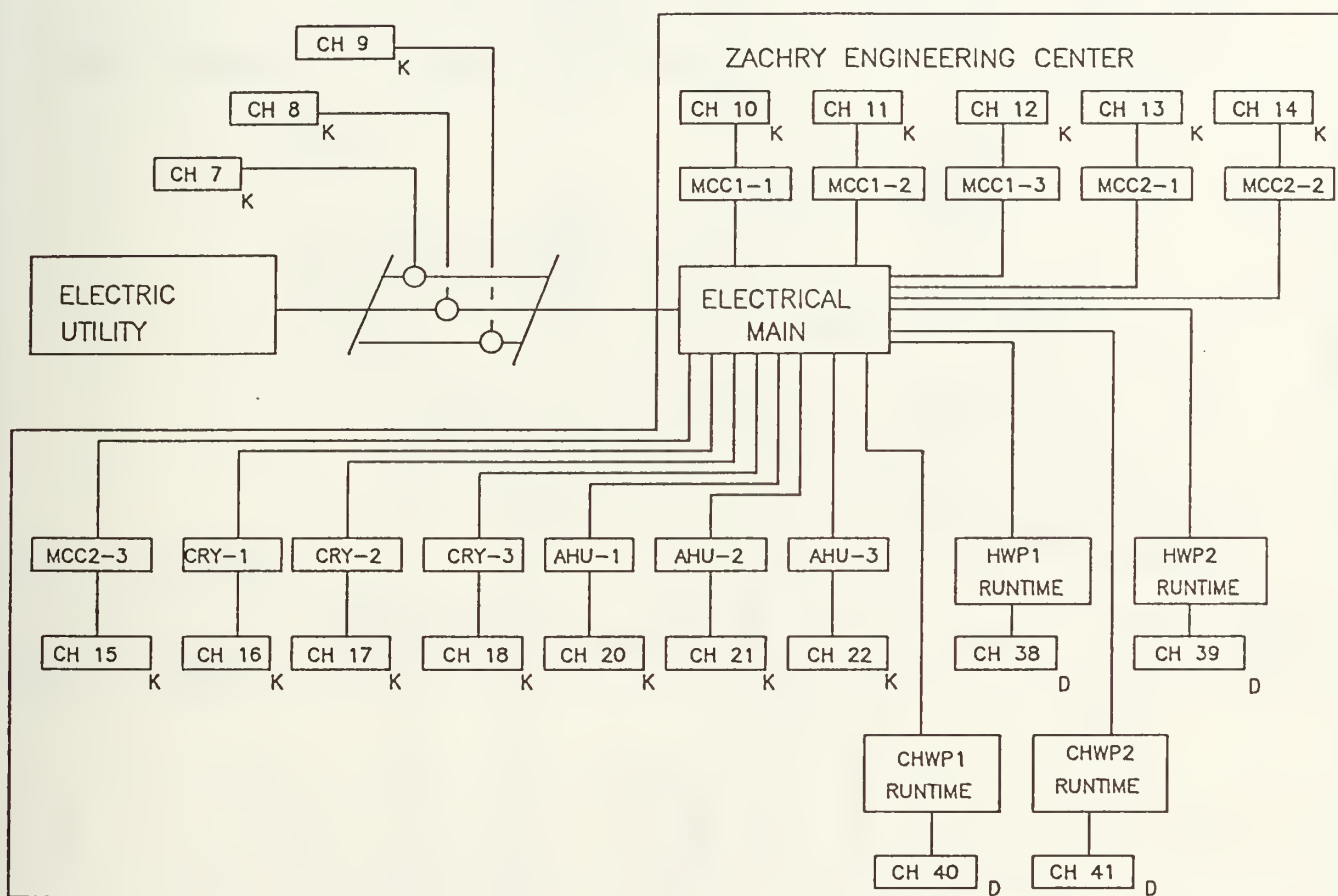 CH 9
K
ZACHRY ENGINEERING CENTER
CH 8
K
CH 10
K
CH 11
K
CH 12
K
CH 13
K
CH 14
K
CH 7
K
MCC1-1
MCC1-2
MCC1-3
MCC2-1
MCC2-2
ELECTRIC
UTILITY
ELECTRICAL
MAIN
MCC2-3
CRY-1
CRY-2
CRY-3
AHU-1
AHU-2
AHU-3
HWP1
RUNTIME
HWP2
RUNTIME
CH 15
K
CH 16
K
CH 17
K
CH 18
K
CH 20
K
CH 21
K
CH 22
K
CH 38
D
CH 39
D
CHWP1
RUNTIME
CHWP2
RUNTIME
CH 40
D
CH 41
D